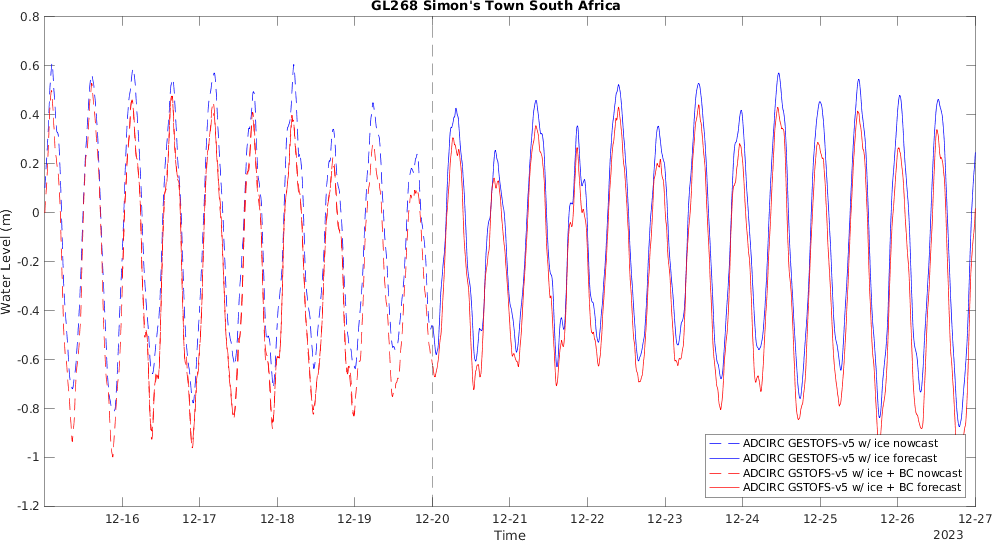 GL268 Simon's Town South Africa
0.8
0.6
0.4
0.2
0
-0.2
-0.4
-0.6
-0.8
-1
-1.2
Water Level (m)
ADCIRC GESTOFS-v5 w/ ice nowcast
ADCIRC GESTOFS-v5 w/ ice forecast
ADCIRC GSTOFS-v5 w/ ice + BC nowcast
ADCIRC GSTOFS-v5 w/ ice + BC forecast
12-16 12-17 12-18 12-19 12-20 12-21 12-22 12-23 12-24 12-25 12-26 12-27
Time
2023